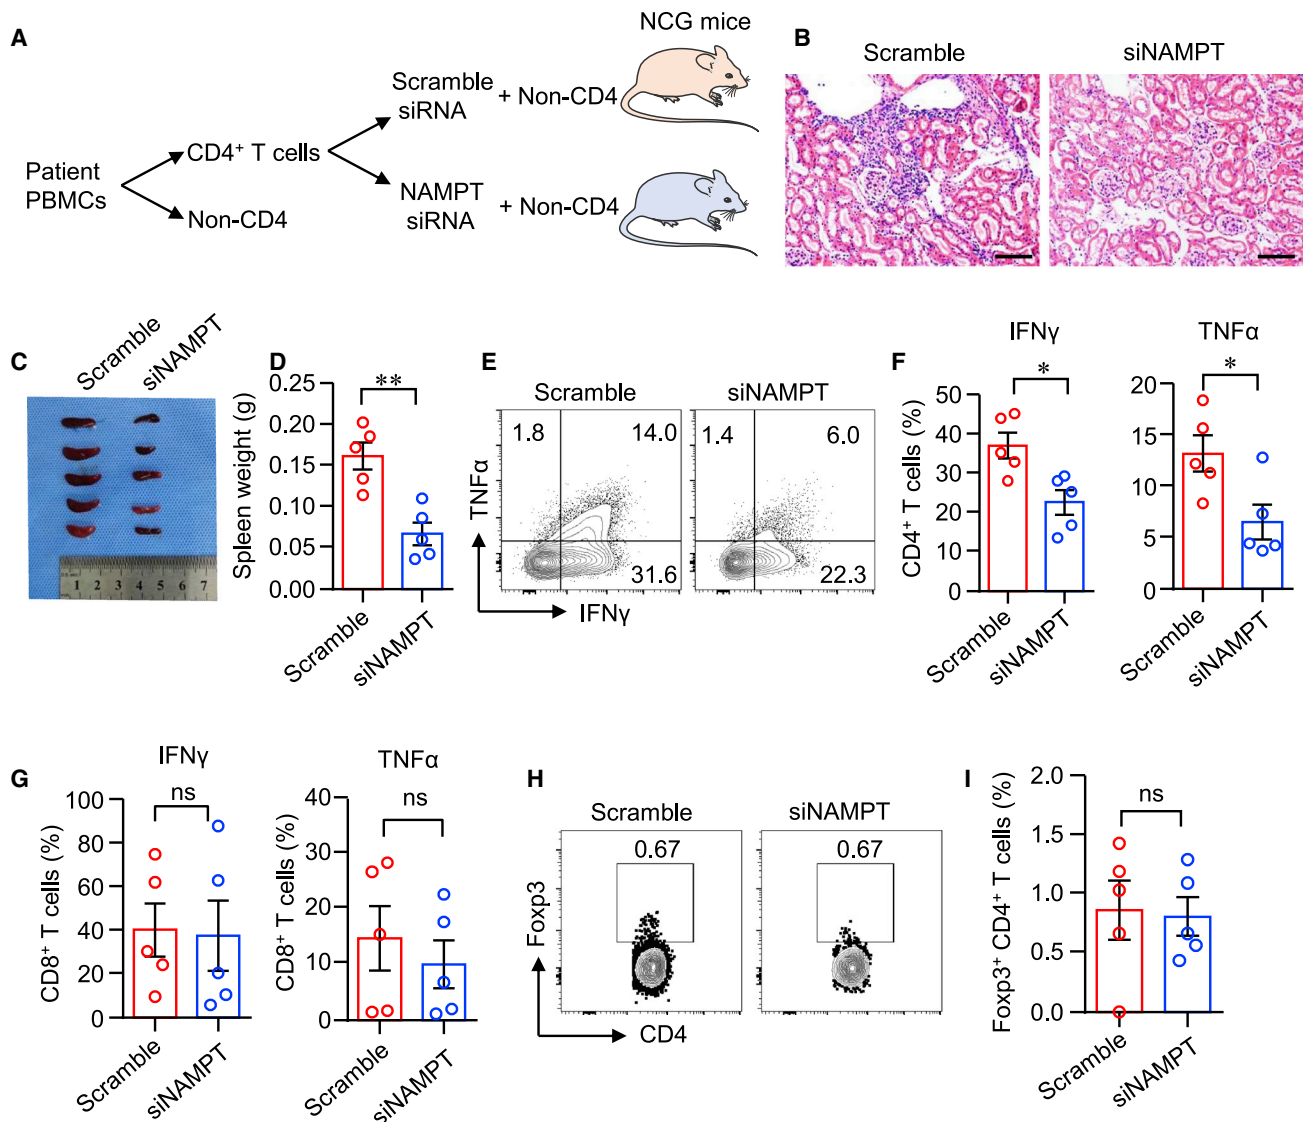 A
Patient
PBMCs
CD4⁺ T cells
Non-CD4
Scramble
siRNA
+ Non-CD4
NAMPT
siRNA
+ Non-CD4
NCG mice
B
Scramble
siNAMPT
C
Scramble
siNAMPT
1 2 3 4 5 6 7
D
Spleen weight (g)
0.25
0.20
0.15
0.10
0.05
0.00
**
Scramble
siNAMPT
E
Scramble
siNAMPT
1.8
14.0
31.6
1.4
6.0
22.3
TNFα
IFNγ
F
IFNγ
CD4⁺ T cells (%)
50
40
30
20
10
0
*
Scramble
siNAMPT
TNFα
20
15
10
5
0
*
Scramble
siNAMPT
G
IFNγ
CD8⁺ T cells (%)
100
80
60
40
20
0
ns
Scramble
siNAMPT
TNFα
CD8⁺ T cells (%)
40
30
20
10
0
ns
Scramble
siNAMPT
H
Scramble
siNAMPT
0.67
0.67
Foxp3
CD4
I
Foxp3⁺ CD4⁺ T cells (%)
2.0
1.5
1.0
0.5
0.0
ns
Scramble
siNAMPT